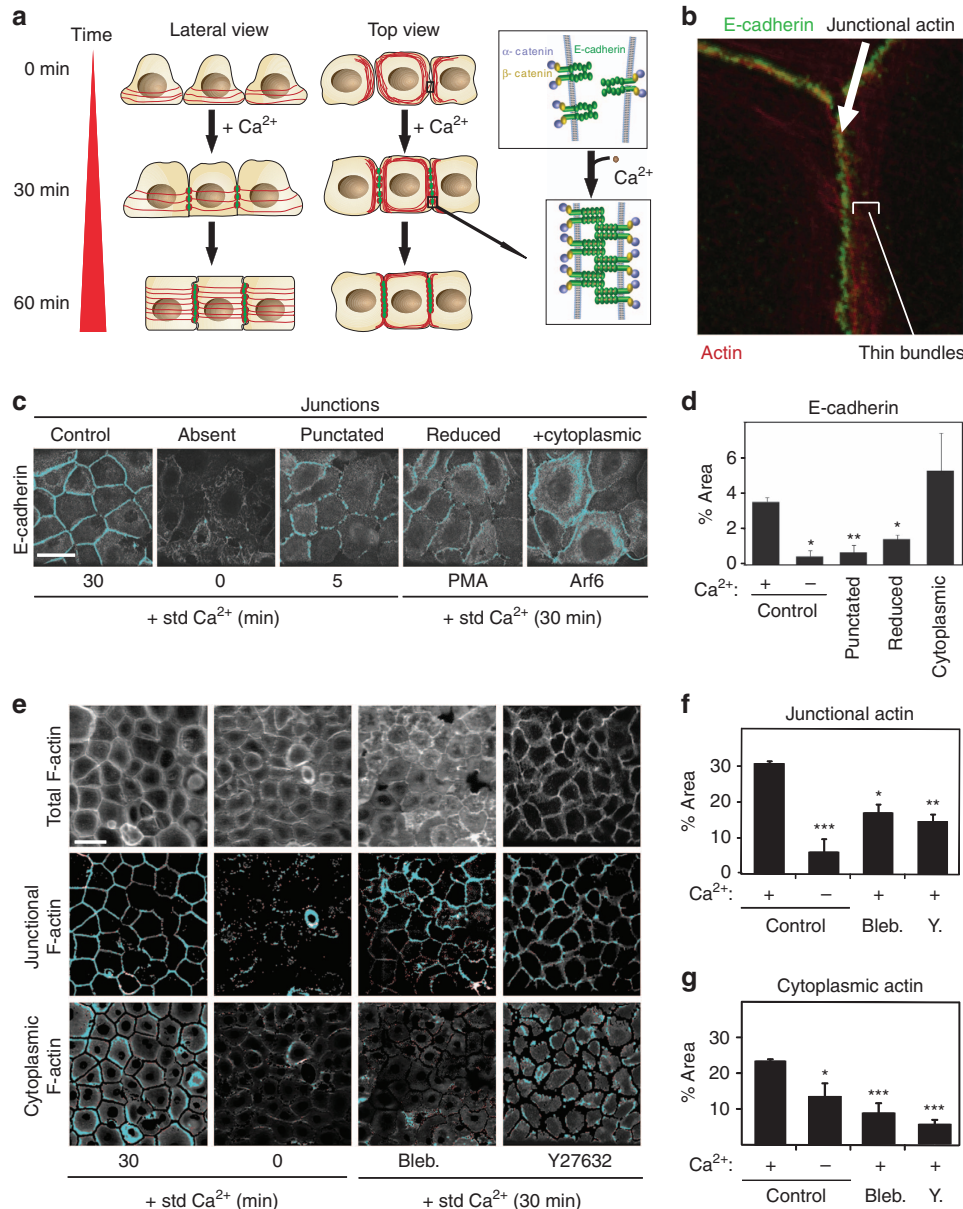 a
Time
Lateral view
Top view
0 min
30 min
60 min
+ Ca2+
+ Ca2+
α- catenin
β- catenin
E-cadherin
Ca2+
b
E-cadherin Junctional actin
Actin
Thin bundles
c
Junctions
Control Absent Punctated Reduced +cytoplasmic
E-cadherin
30 0 5 PMA Arf6
+ std Ca2+ (min)
+ std Ca2+ (30 min)
d
E-cadherin
% Area
6
4
2
0
* ** *
Ca2+: + −
Control
Punctated
Reduced
Cytoplasmic
e
Total F-actin
Junctional F-actin
Cytoplasmic F-actin
30 0 Bleb. Y27632
+ std Ca2+ (min)
+ std Ca2+ (30 min)
f
Junctional actin
% Area
30
20
10
0
*** * **
Ca2+: + − + +
Control Bleb. Y.
g
Cytoplasmic actin
% Area
30
20
10
* *** ***
Ca2+: + − + +
Control Bleb. Y.